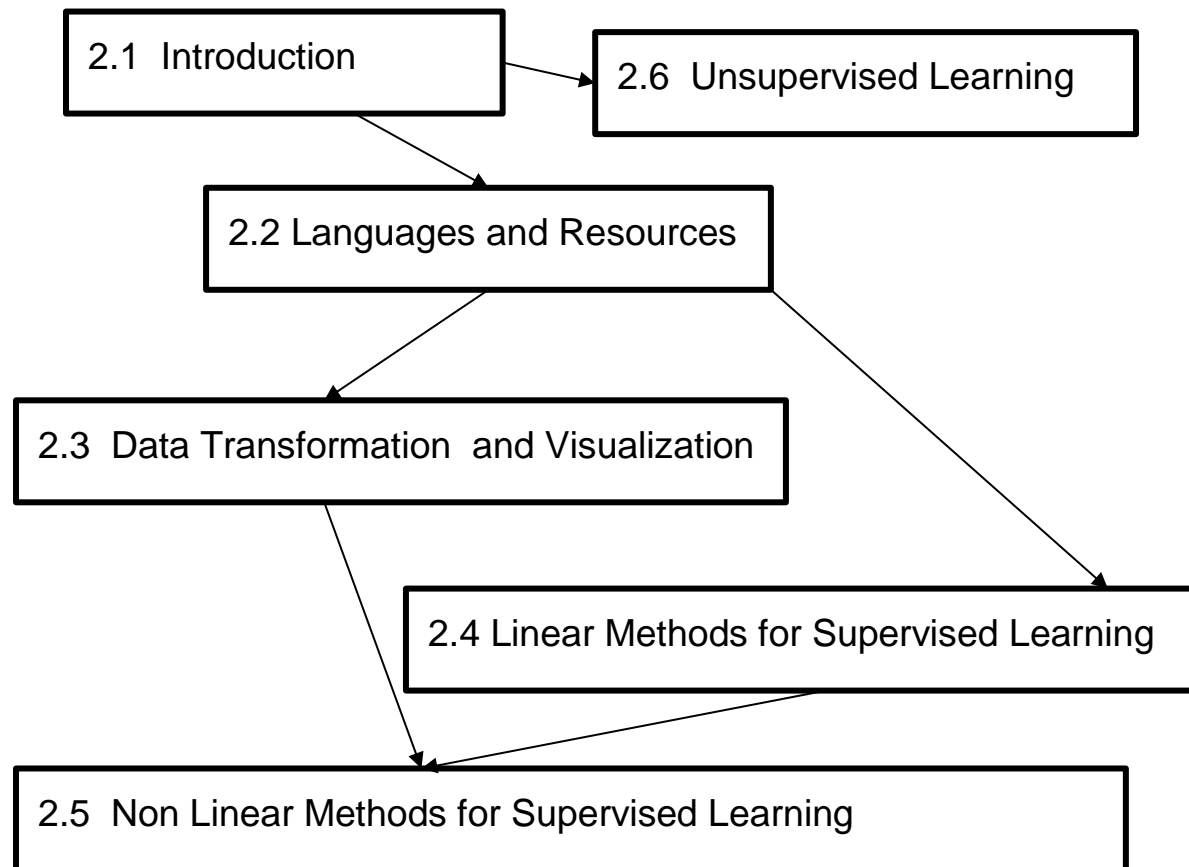 2.1 Introduction
2.6 Unsupervised Learning
2.2 Languages and Resources
2.3 Data Transformation and Visualization
2.4 Linear Methods for Supervised Learning
2.5 Non Linear Methods for Supervised Learning